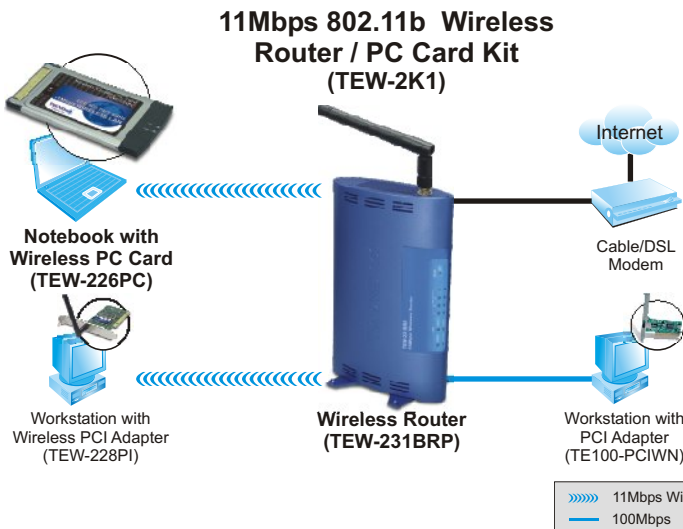 11Mbps 802.11b Wireless
Router / PC Card Kit
(TEW-2K1)
Internet
Notebook with
Wireless PC Card
(TEW-226PC)
Cable/DSL
Modem
Workstation with
Wireless PCI Adapter
(TEW-228PI)
Wireless Router
(TEW-231BRP)
Workstation with
PCI Adapter
(TE100-PCIWN)
11Mbps Wi
100Mbps